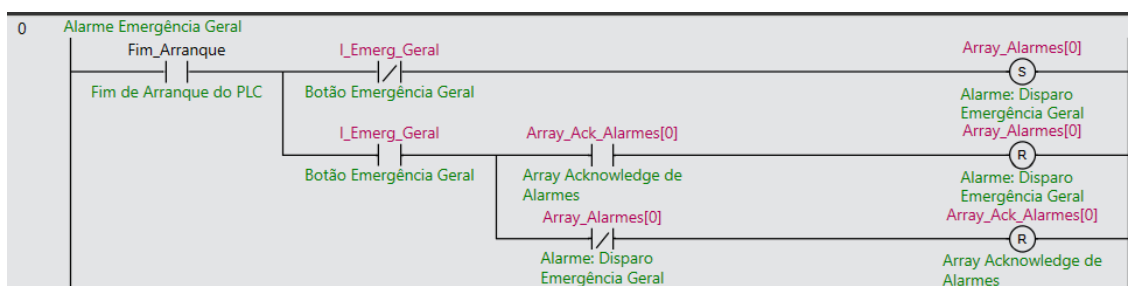 0 Alarme Emergência Geral
Fim_Arranque I_Emerg_Geral Array_Alarmes[0]
S
Fim de Arranque do PLC Botão Emergência Geral Alarme: Disparo
Emergência Geral
I_Emerg_Geral Array_Ack_Alarmes[0] Array_Alarmes[0]
R
Botão Emergência Geral Array Acknowledge de Alarme: Disparo
Alarmes Emergência Geral
Array_Alarmes[0] Array_Ack_Alarmes[0]
R
Alarme: Disparo Array Acknowledge de
Emergência Geral Alarmes